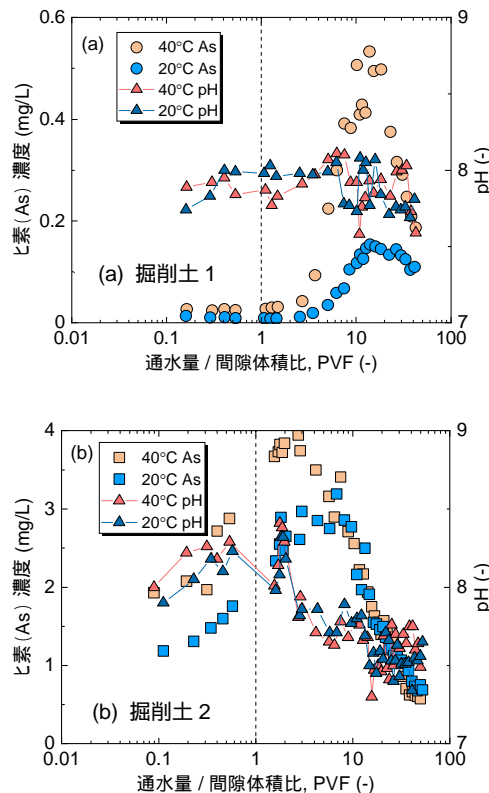 (a)
40°C As
20°C As
40°C pH
20°C pH
(a) 掘削土 1
ヒ素(As) 濃度 (mg/L)
0.6
0.4
0.2
0
pH (-)
9
8
7
0.01
0.1
1
10
100
通水量 / 間隙体積比, PVF (-)
(b)
40°C As
20°C As
40°C pH
20°C pH
(b) 掘削土 2
ヒ素(As) 濃度 (mg/L)
4
3
2
1
0
pH (-)
9
8
7
0.01
0.1
1
10
100
通水量 / 間隙体積比, PVF (-)